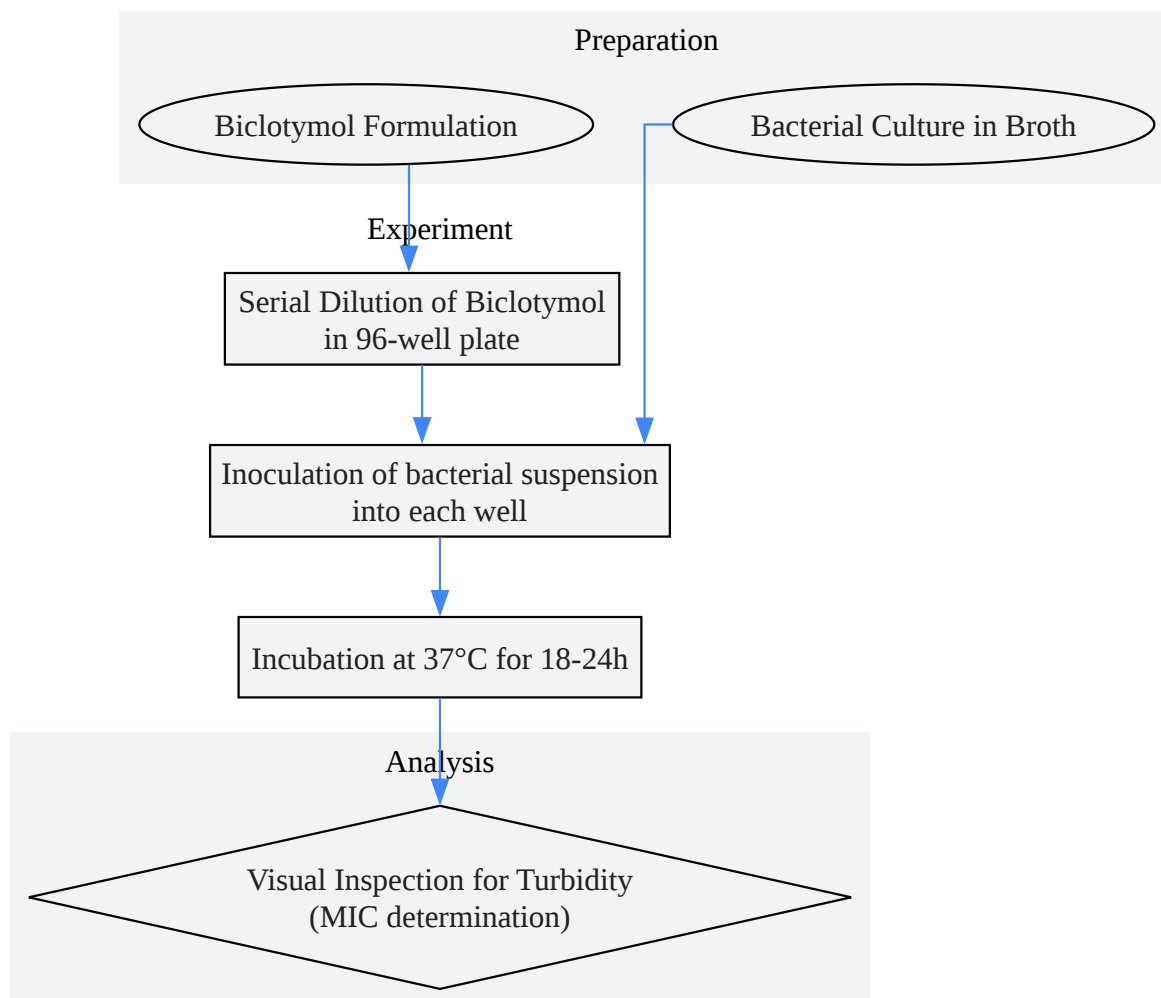 Preparation
Biclotymol Formulation
Bacterial Culture in Broth
Experiment
Serial Dilution of Biclotymol
in 96-well plate
Inoculation of bacterial suspension
into each well
Incubation at 37°C for 18-24h
Analysis
Visual Inspection for Turbidity
(MIC determination)